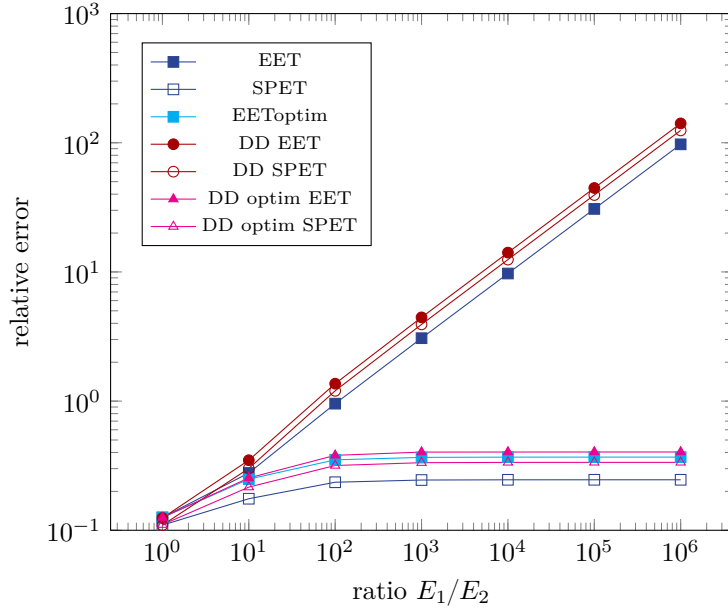 10^3
10^2
10^1
10^0
10^−1
relative error
EET
SPET
EEToptim
DD EET
DD SPET
DD optim EET
DD optim SPET
10^0 10^1 10^2 10^3 10^4 10^5 10^6
ratio E_1/E_2